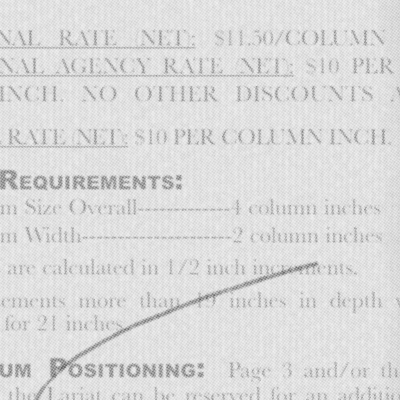 NAL RATE (NET): $11.50/COLUMN
NAL AGENCY RATE (NET): $10 PER
INCH. NO OTHER DISCOUNTS A
RATE (NET): $10 PER COLUMN INCH.
REQUIREMENTS:
m Size Overall-------------4 column inches
m Width---------------------2 column inches
are calculated in 1/2 inch increments.
ements more than 19 inches in depth w
for 21 inches.
UM POSITIONING: Page 3 and/or th
the Lariat can be reserved for an additio